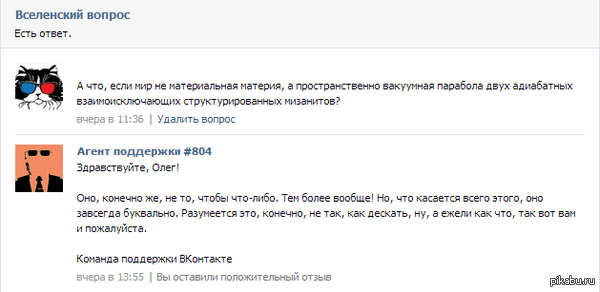 Вселенский вопрос
Есть ответ.
А что, если мир не материальная материя, а пространственно вакуумная парабола двух адиабатных
взаимоисключающих структурированных мизанитов?
вчера в 11:36 | Удалить вопрос
Агент поддержки #804
Здравствуйте, Олег!
Оно, конечно же, не то, чтобы что-либо. Тем более вообще! Но, что касается всего этого, оно
завсегда буквально. Разумеется это, конечно, не так, как дескать, ну, а ежели как что, так вот вам
и пожалуйста.
Команда поддержки ВКонтакте
вчера в 13:55 | Вы оставили положительный отзыв
pikabu.ru